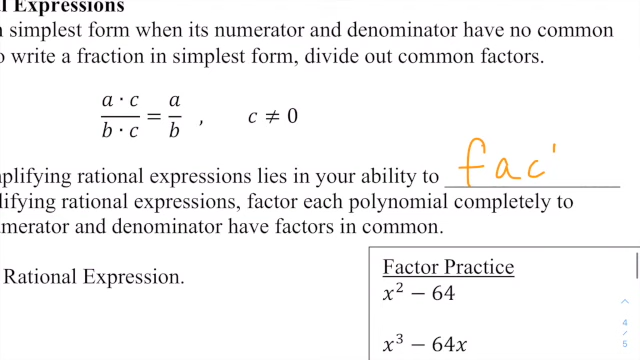 al Expressions
n simplest form when its numerator and denominator have no common
o write a fraction in simplest form, divide out common factors.
a · c / b · c = a / b , c ≠ 0
mplifying rational expressions lies in your ability to fac
lifying rational expressions, factor each polynomial completely to
umerator and denominator have factors in common.
Rational Expression.
Factor Practice
x² − 64
x³ − 64x
4
/
5